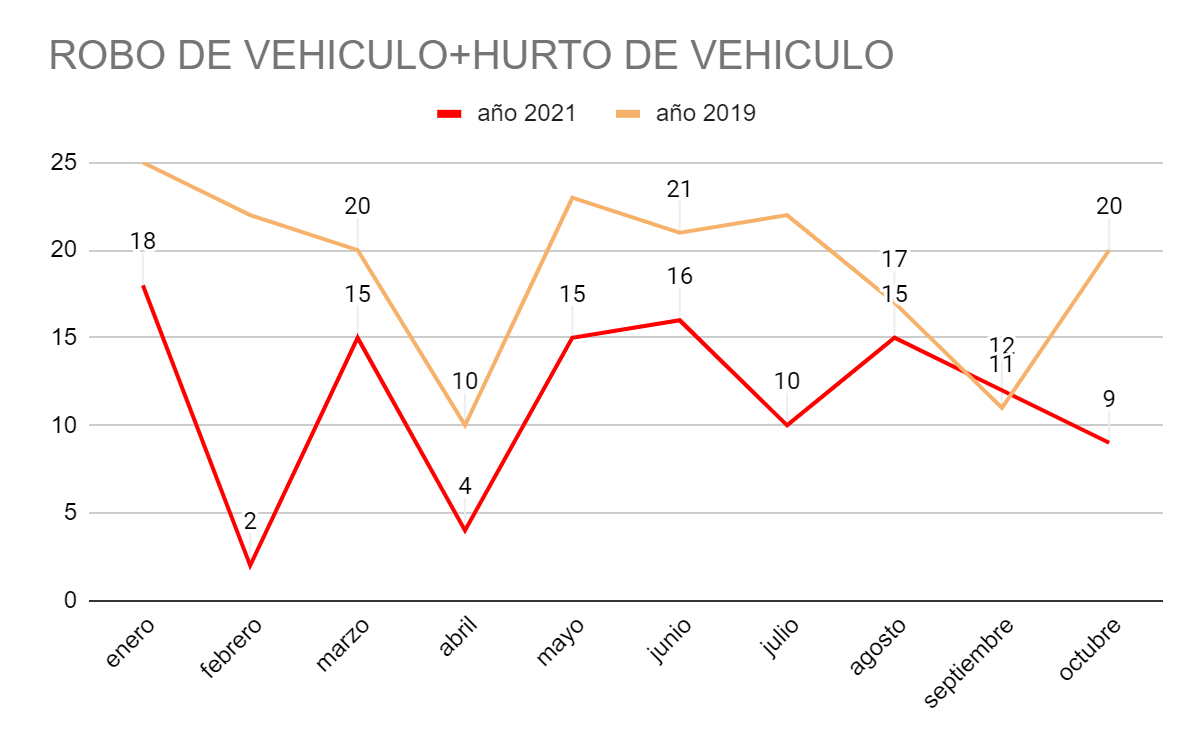 ROBO DE VEHICULO+HURTO DE VEHICULO
año 2021 año 2019
25
20
15
10
5
0
18
2
20
15
10
4
15
21
16
10
17
15
12
11
20
9
enero
febrero
marzo
abril
mayo
junio
julio
agosto
septiembre
octubre